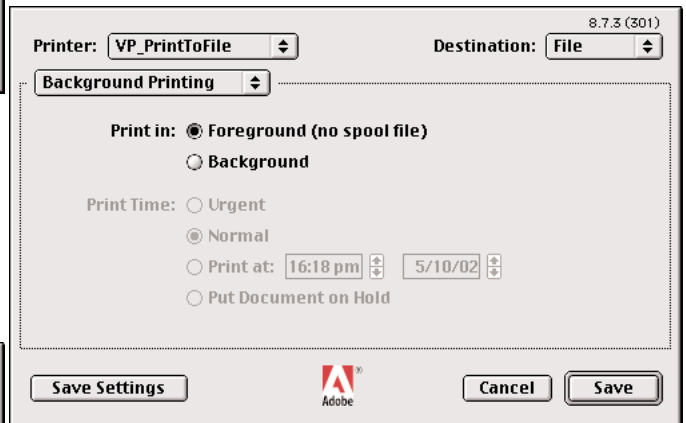 8.7.3 (301)
Printer: VP_PrintToFile Destination: File
Background Printing
Print in: Foreground (no spool file)
Background
Print Time: Urgent
Normal
Print at: 16:18 pm 5/10/02
Put Document on Hold
Save Settings Adobe® Cancel Save